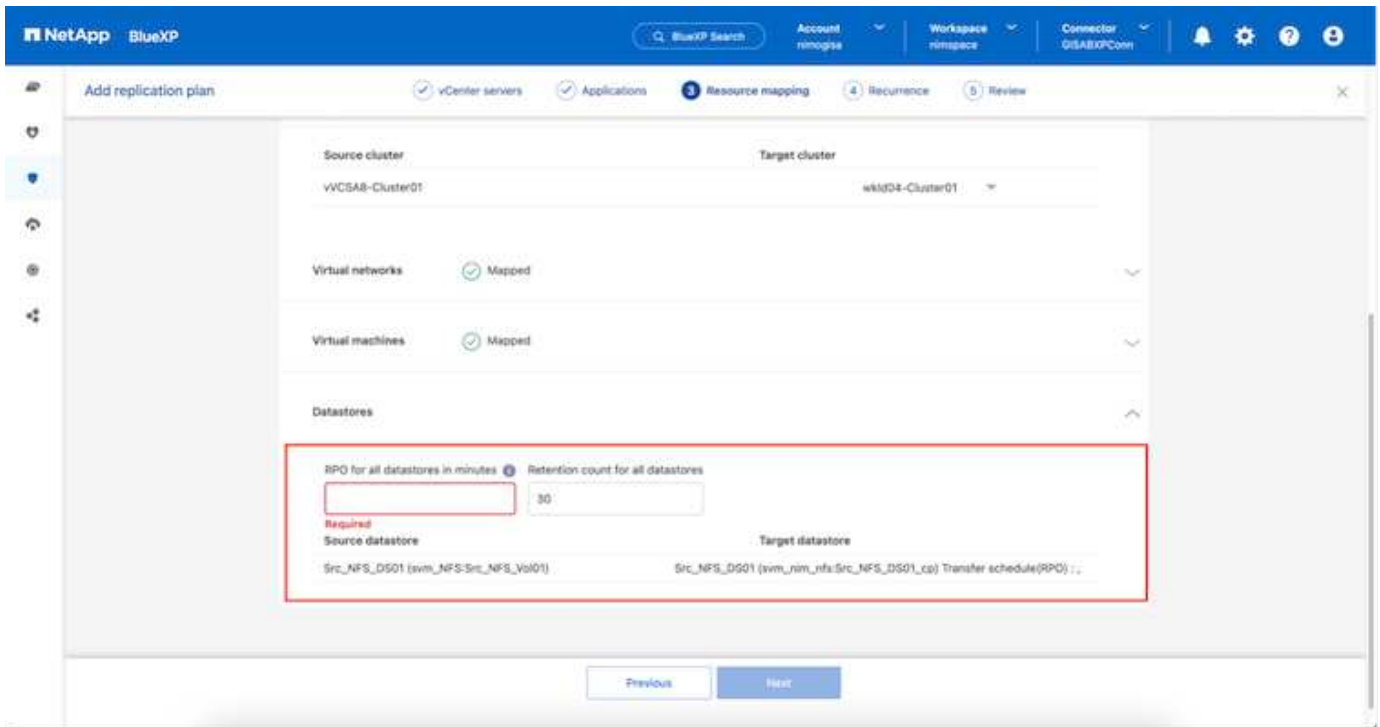 NetApp BlueXP
BlueXP Search
Account
nimogisa
Workspace
nimspace
Connector
GISABXPConn
Add replication plan
vCenter servers
Applications
3 Resource mapping
4 Recurrence
5 Review
Source cluster Target cluster
vVCSA8-Cluster01 wkld04-Cluster01
Virtual networks Mapped
Virtual machines Mapped
Datastores
RPO for all datastores in minutes Retention count for all datastores
30
Required
Source datastore Target datastore
Src_NFS_DS01 (svm_NFS:Src_NFS_Vol01) Src_NFS_DS01 (svm_nim_nfs:Src_NFS_DS01_cp) Transfer schedule(RPO) : ,
Previous Next